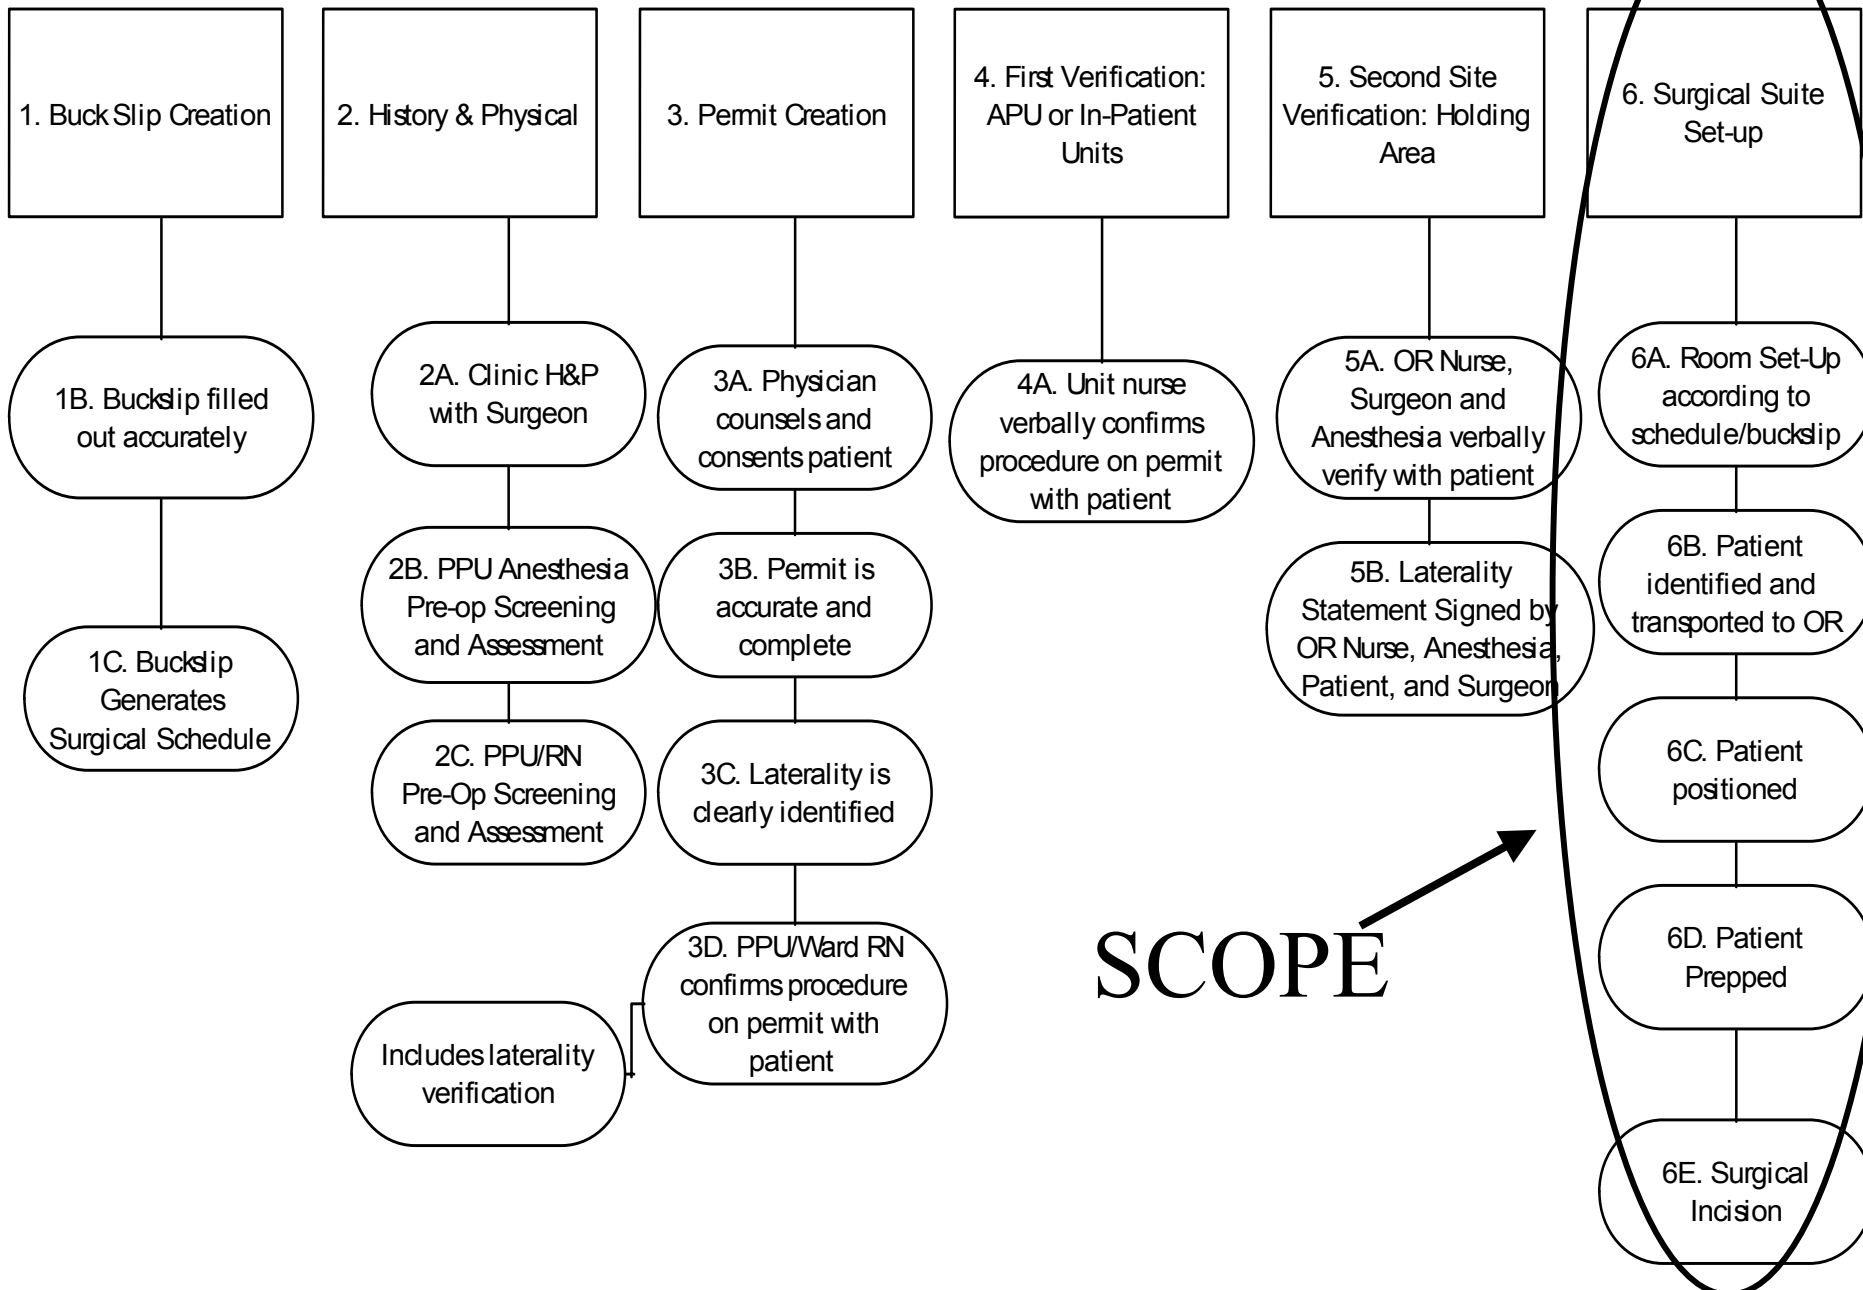 1. Buck Slip Creation
1B. Buckslip filled
out accurately
1C. Buckslip
Generates
Surgical Schedule
2. History & Physical
2A. Clinic H&P
with Surgeon
2B. PPU Anesthesia
Pre-op Screening
and Assessment
2C. PPU/RN
Pre-Op Screening
and Assessment
3. Permit Creation
3A. Physician
counsels and
consents patient
3B. Permit is
accurate and
complete
3C. Laterality is
clearly identified
3D. PPU/Ward RN
confirms procedure
on permit with
patient
Includes laterality
verification
4. First Verification:
APU or In-Patient
Units
4A. Unit nurse
verbally confirms
procedure on permit
with patient
5. Second Site
Verification: Holding
Area
5A. OR Nurse,
Surgeon and
Anesthesia verbally
verify with patient
5B. Laterality
Statement Signed by
OR Nurse, Anesthesia,
Patient, and Surgeon
SCOPE
6. Surgical Suite
Set-up
6A. Room Set-Up
according to
schedule/buckslip
6B. Patient
identified and
transported to OR
6C. Patient
positioned
6D. Patient
Prepped
6E. Surgical
Incision